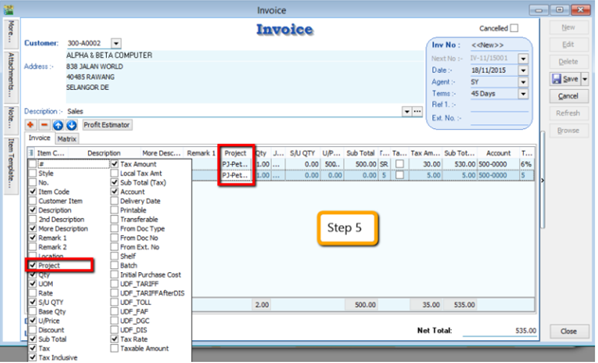 Invoice
Invoice
Cancelled
New
Edit
Delete
Save
Cancel
Refresh
Browse
More...
Attachments...
Note...
Item Template...
Customer: 300-A0002
ALPHA & BETA COMPUTER
Address :- 838 JALAN WORLD
40485 RAWANG
SELANGOR DE
Inv No : <<New>>
Next No :- IV-11/15001
Date :- 18/11/2015
Agent :- SY
Terms :- 45 Days
Ref 1. :-
Ext. No. :-
Description :- Sales
Profit Estimator
Invoice Matrix
Item C... Description More Desc... Remark 1 Project Qty J... S/U QTY U/P... Sub Total T... Ta... Tax Am... Sub Tot... Account T...
PJ-Pet... 1.00 ... 0.00 500.. 500.00 SR 30.00 530.00 500-0000 6%
PJ-Pet... 1.00 ... 0.00 0.00 0.00 5 5.00 5.00 500-0000 5
#
Style
No.
Item Code
Customer Item
Description
2nd Description
More Description
Remark 1
Remark 2
Location
Project
Qty
UOM
Rate
S/U QTY
Base Qty
U/Price
Discount
Sub Total
Tax
Tax Inclusive
Tax Amount
Local Tax Amt
Sub Total (Tax)
Account
Delivery Date
Printable
Transferable
From Doc Type
From Doc No
From Ext. No
Shelf
Batch
Initial Purchase Cost
UDF_TARIFF
UDF_TARIFFAfterDIS
UDF_TOLL
UDF_FAF
UDF_DGC
UDF_DIS
Tax Rate
Taxable Amount
Step 5
2.00 500.00 35.00 535.00
Net Total: 535.00
Close